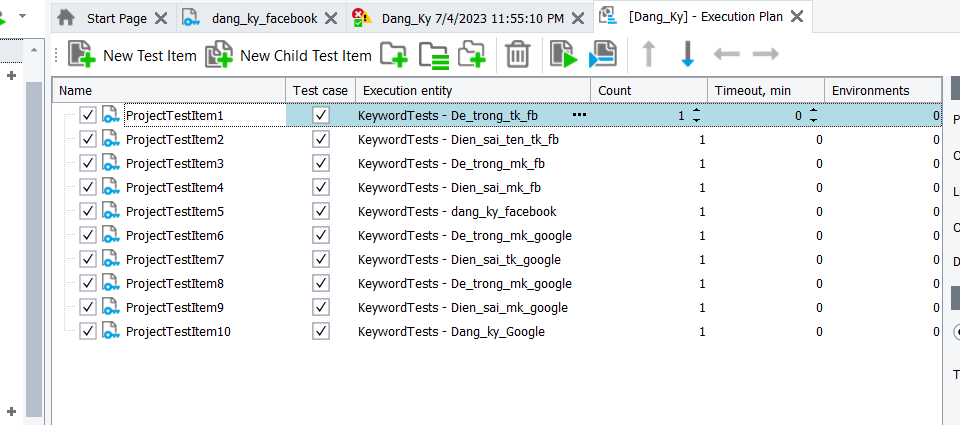 Start Page
dang_ky_facebook
Dang_Ky 7/4/2023 11:55:10 PM
[Dang_Ky] - Execution Plan
New Test Item
New Child Test Item
Name Test case Execution entity Count Timeout, min Environments
ProjectTestItem1 KeywordTests - De_trong_tk_fb ... 1 0 0
ProjectTestItem2 KeywordTests - Dien_sai_ten_tk_fb 1 0 0
ProjectTestItem3 KeywordTests - De_trong_mk_fb 1 0 0
ProjectTestItem4 KeywordTests - Dien_sai_mk_fb 1 0 0
ProjectTestItem5 KeywordTests - dang_ky_facebook 1 0 0
ProjectTestItem6 KeywordTests - De_trong_mk_google 1 0 0
ProjectTestItem7 KeywordTests - Dien_sai_tk_google 1 0 0
ProjectTestItem8 KeywordTests - De_trong_mk_google 1 0 0
ProjectTestItem9 KeywordTests - Dien_sai_mk_google 1 0 0
ProjectTestItem10 KeywordTests - Dang_ky_Google 1 0 0